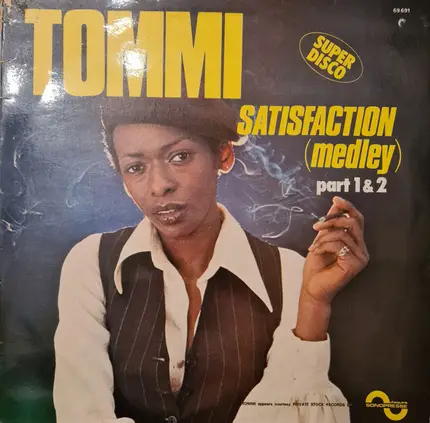 69 691
TOMMI
SUPER
DISCO
SATISFACTION
(medley)
part 1 & 2
TOMMI appears courtesy PRIVATE STOCK RECORDS
SONOPRESSE